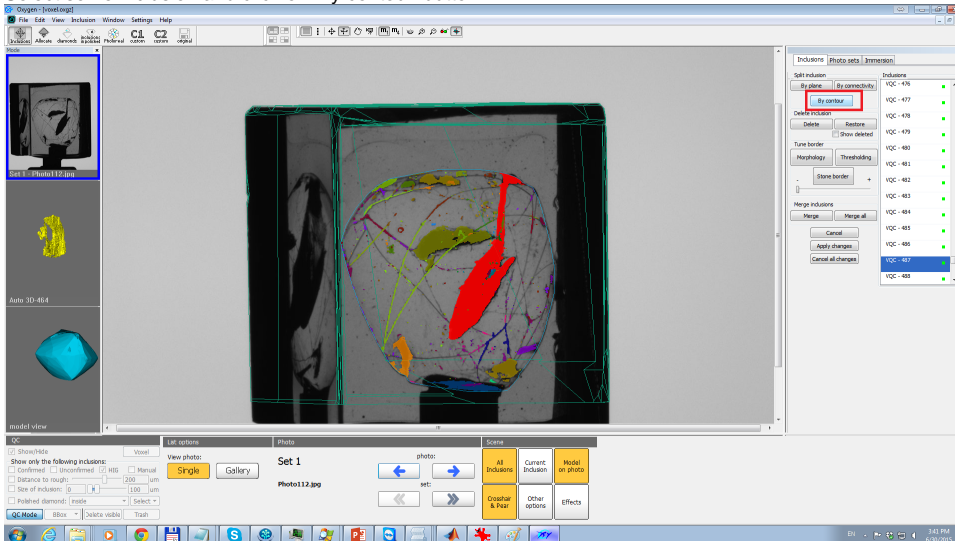 Oxygen - [voxel.oxgz]
File Edit View Inclusion Window Settings Help
Inclusions Allocate diamonds Photoreal C1 custom C2 custom original
Mode
Set 1 - Photo112.jpg
Auto 3D-464
model view
Inclusions Photo sets Immersion
Split inclusion
By plane By connectivity
By contour
Delete inclusion
Delete Restore
Show deleted
Tune border
Morphology Thresholding
- Stone border +
Merge inclusions
Merge Merge all
Cancel
Apply changes
Cancel all changes
Inclusions
VQC - 476
VQC - 477
VQC - 478
VQC - 479
VQC - 480
VQC - 481
VQC - 482
VQC - 483
VQC - 484
VQC - 485
VQC - 486
VQC - 487
VQC - 488
QC
Show/Hide Voxel
Show only the following inclusions:
Confirmed Unconfirmed HIG Manual
Distance to rough: 200 um
Size of inclusion: 0 100 um
Polished diamond: Inside Select
QC Mode BBox Delete visible Trash
List options
View photo:
Single Gallery
Photo
Set 1
Photo112.jpg
photo:
set:
Scene
All Inclusions Current Inclusion Model on photo
Crosshair & Pear Other options Effects
EN 3:41 PM
6/30/2015